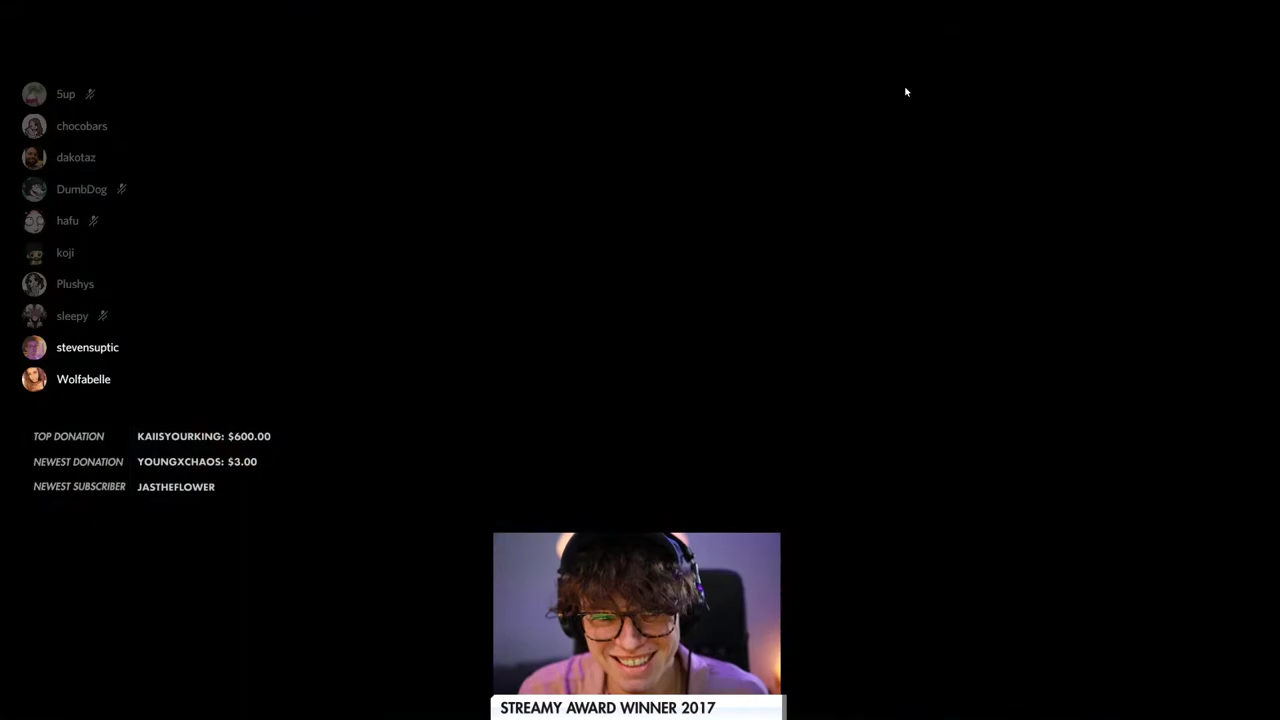 5up
chocobars
dakotaz
DumbDog
hafu
koji
Plushys
sleepy
stevensuptic
Wolfabelle
TOP DONATION KAIISYOURKING: $600.00
NEWEST DONATION YOUNGXCHAOS: $3.00
NEWEST SUBSCRIBER JASTHEFLOWER
STREAMY AWARD WINNER 2017